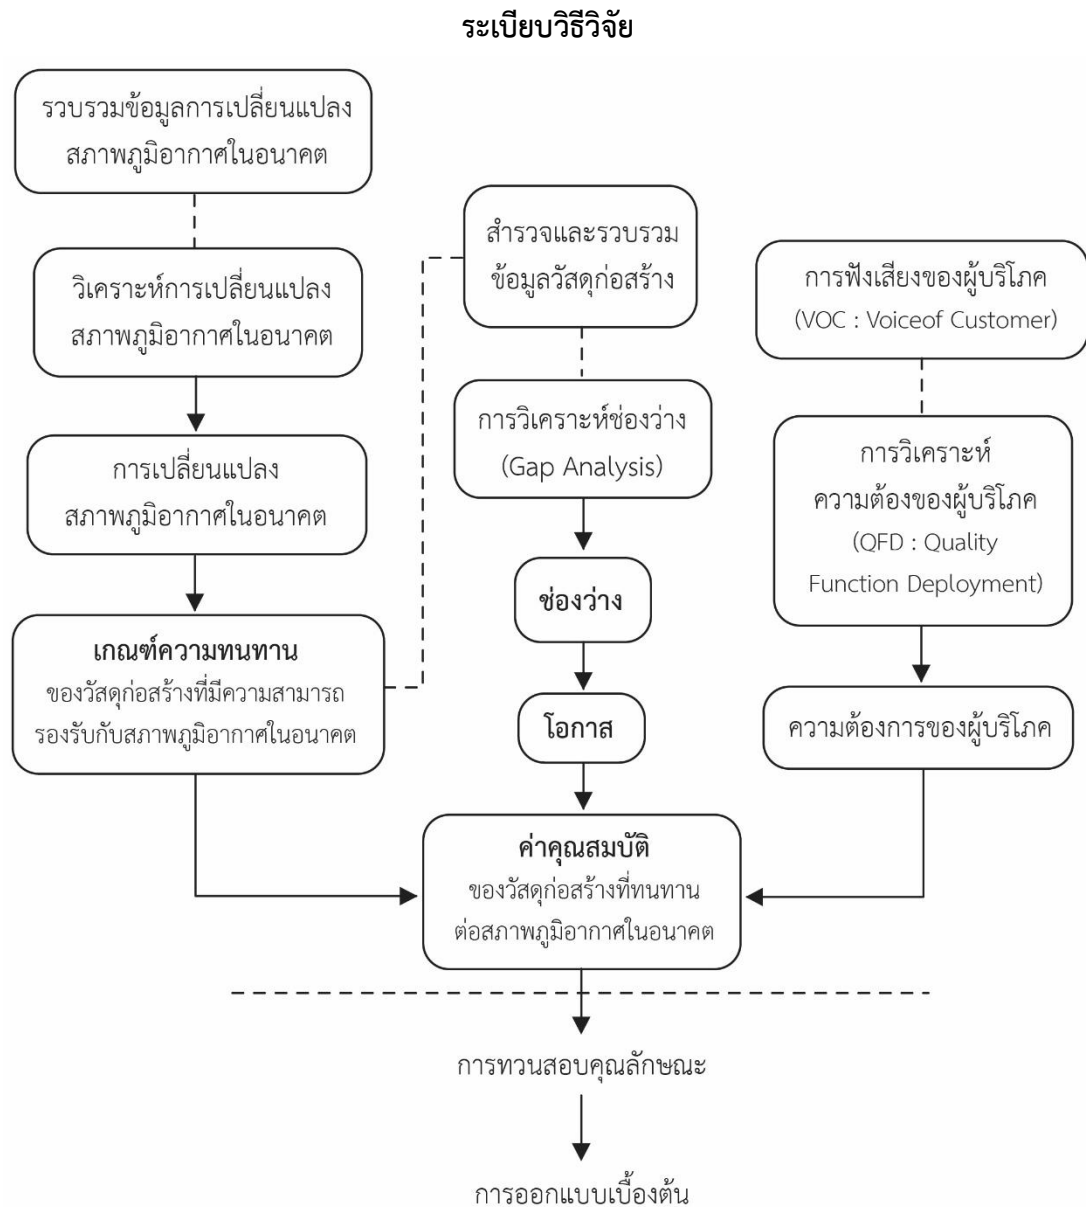 ระเบียบวิธีวิจัย
รวบรวมข้อมูลการเปลี่ยนแปลง
สภาพภูมิอากาศในอนาคต
วิเคราะห์การเปลี่ยนแปลง
สภาพภูมิอากาศในอนาคต
การเปลี่ยนแปลง
สภาพภูมิอากาศในอนาคต
เกณฑ์ความทนทาน
ของวัสดุก่อสร้างที่มีความสามารถ
รองรับกับสภาพภูมิอากาศในอนาคต
สำรวจและรวบรวม
ข้อมูลวัสดุก่อสร้าง
การวิเคราะห์ช่องว่าง
(Gap Analysis)
ช่องว่าง
โอกาส
การฟังเสียงของผู้บริโภค
(VOC : Voiceof Customer)
การวิเคราะห์
ความต้องของผู้บริโภค
(QFD : Quality
Function Deployment)
ความต้องการของผู้บริโภค
ค่าคุณสมบัติ
ของวัสดุก่อสร้างที่ทนทาน
ต่อสภาพภูมิอากาศในอนาคต
การทวนสอบคุณลักษณะ
การออกแบบเบื้องต้น